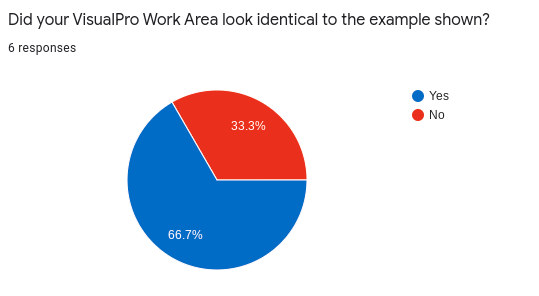 Did your VisualPro Work Area look identical to the example shown?
6 responses
Yes
No
33.3%
66.7%